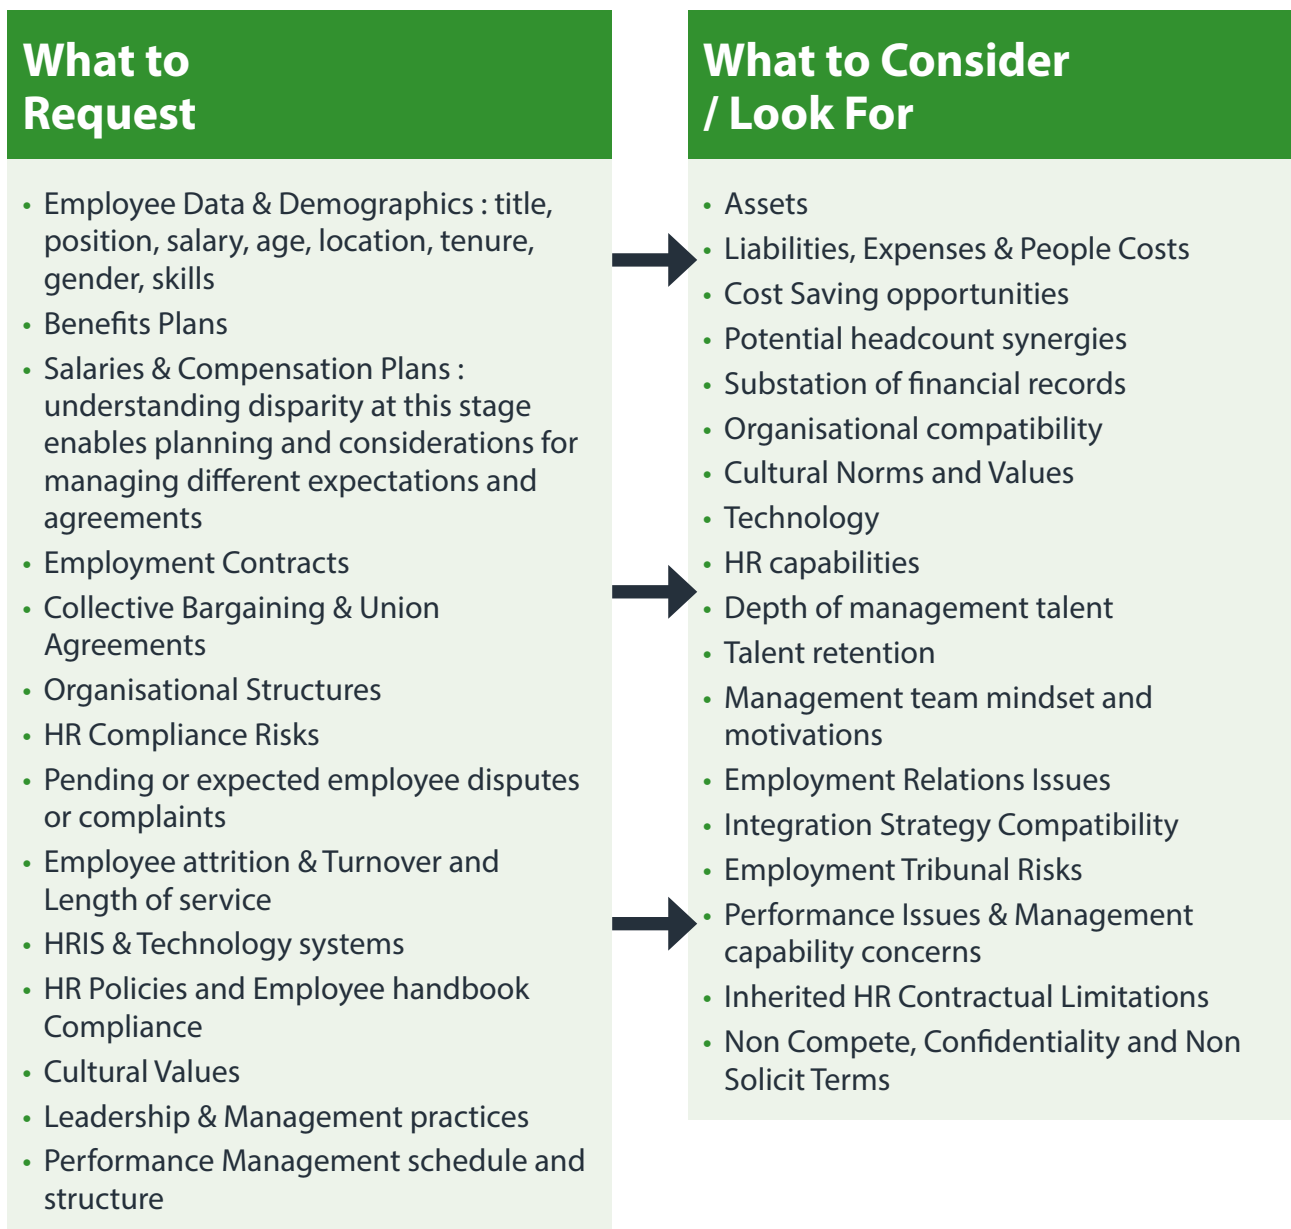 What to
Request
• Employee Data & Demographics : title,
position, salary, age, location, tenure,
gender, skills
• Benefits Plans
• Salaries & Compensation Plans :
understanding disparity at this stage
enables planning and considerations for
managing different expectations and
agreements
• Employment Contracts
• Collective Bargaining & Union
Agreements
• Organisational Structures
• HR Compliance Risks
• Pending or expected employee disputes
or complaints
• Employee attrition & Turnover and
Length of service
• HRIS & Technology systems
• HR Policies and Employee handbook
Compliance
• Cultural Values
• Leadership & Management practices
• Performance Management schedule and
structure
What to Consider
/ Look For
• Assets
• Liabilities, Expenses & People Costs
• Cost Saving opportunities
• Potential headcount synergies
• Substation of financial records
• Organisational compatibility
• Cultural Norms and Values
• Technology
• HR capabilities
• Depth of management talent
• Talent retention
• Management team mindset and
motivations
• Employment Relations Issues
• Integration Strategy Compatibility
• Employment Tribunal Risks
• Performance Issues & Management
capability concerns
• Inherited HR Contractual Limitations
• Non Compete, Confidentiality and Non
Solicit Terms